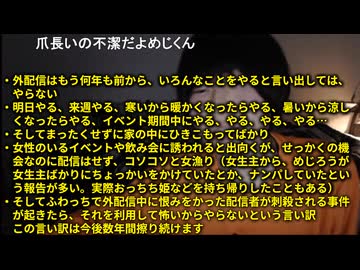 爪長いの不潔だよめじくん
・外配信はもう何年も前から、いろんなことをやると言い出しては、
やらない
・明日やる、来週やる、寒いから暖かくなったらやる、暑いから涼し
くなったらやる、イベント期間中にやる、やる、やる、やる…
・そしてまったくせずに家の中にひきこもってばかり
・女性のいるイベントや飲み会に誘われると出向くが、せっかくの機
会なのに配信はせず、コソコソと女漁り（女生主から、めじろうが
女生主ばかりにちょっかいをかけていたとか、ナンパしていたとい
う報告が多い。実際おっちち姫などを持ち帰りしたこともある）
・そしてふわっちで外配信中に恨みをかった配信者が刺殺される事件
が起きたら、それを利用して怖いからやらないという言い訳
この言い訳は今後数年間擦り続けます